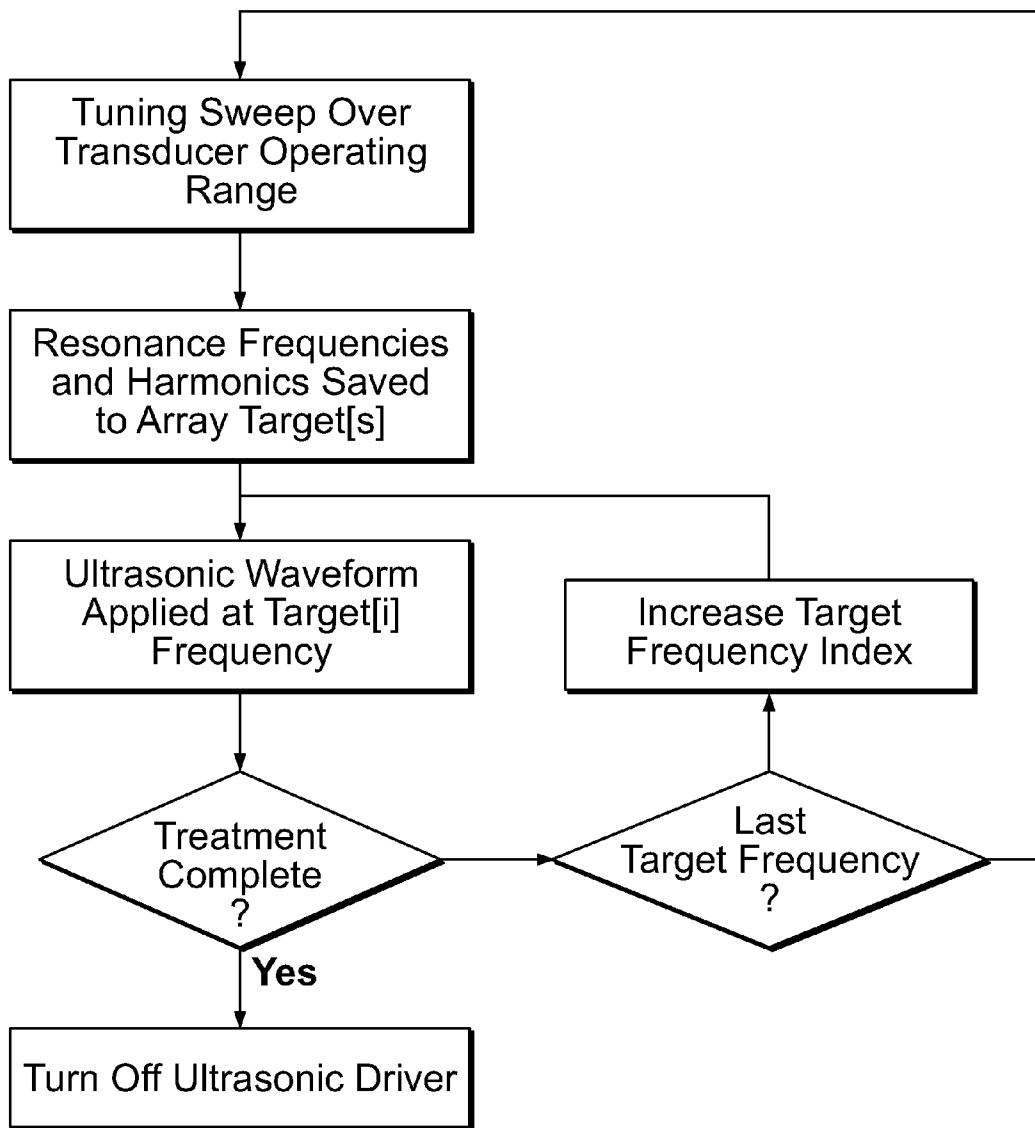 Tuning Sweep Over
Transducer Operating
Range
Resonance Frequencies
and Harmonics Saved
to Array Target[s]
Ultrasonic Waveform
Applied at Target[i]
Frequency
Increase Target
Frequency Index
Treatment
Complete
?
Last
Target Frequency
?
Yes
Turn Off Ultrasonic Driver